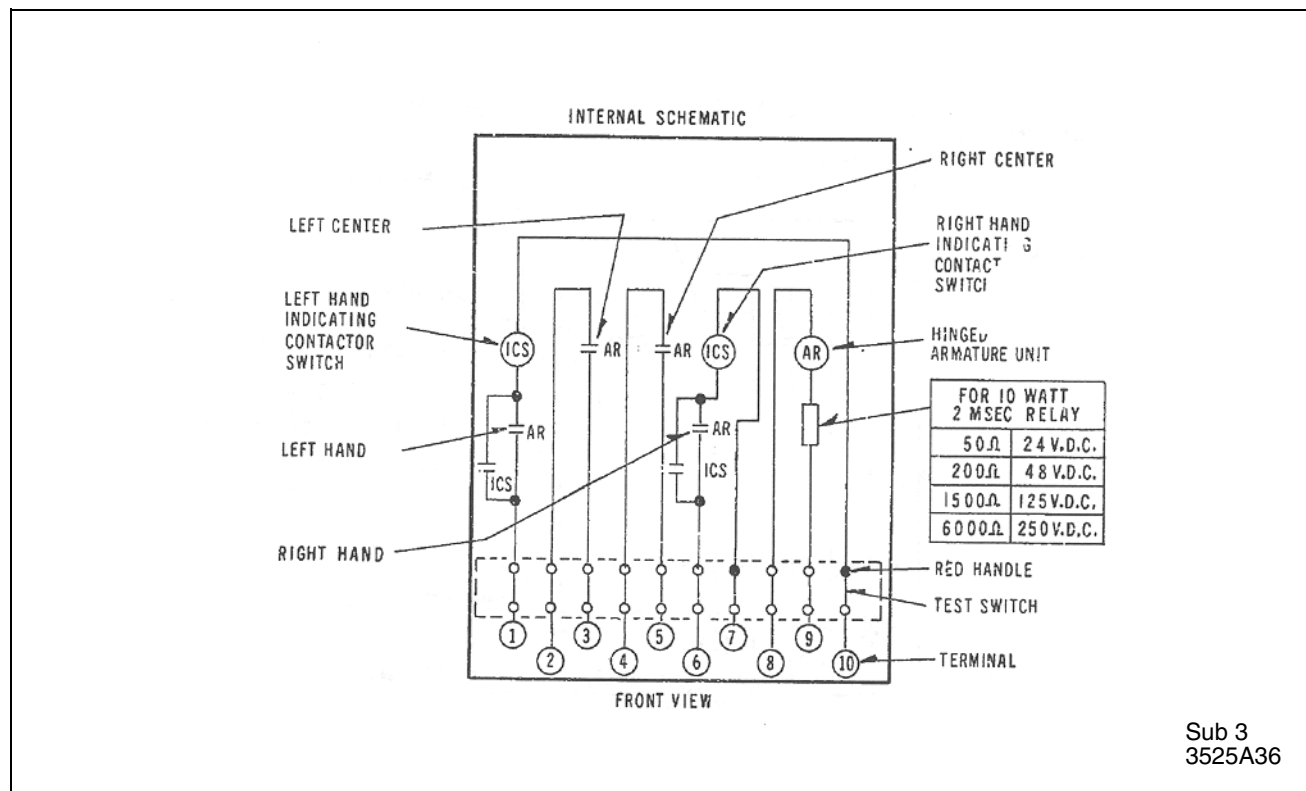 INTERNAL SCHEMATIC
RIGHT CENTER
LEFT CENTER
RIGHT HAND
INDICATI G
CONTACT
SWITCH
LEFT HAND
INDICATING
CONTACTOR
SWITCH
ICS
AR
AR
ICS
AR
HINGED
ARMATURE UNIT
FOR 10 WATT
2 MSEC RELAY
50Ω 24 V.D.C.
200Ω 48 V.D.C.
1500Ω 125 V.D.C.
6000Ω 250 V.D.C.
LEFT HAND
AR
ICS
AR
ICS
RIGHT HAND
RED HANDLE
TEST SWITCH
1 2 3 4 5 6 7 8 9 10
TERMINAL
FRONT VIEW
Sub 3
3525A36